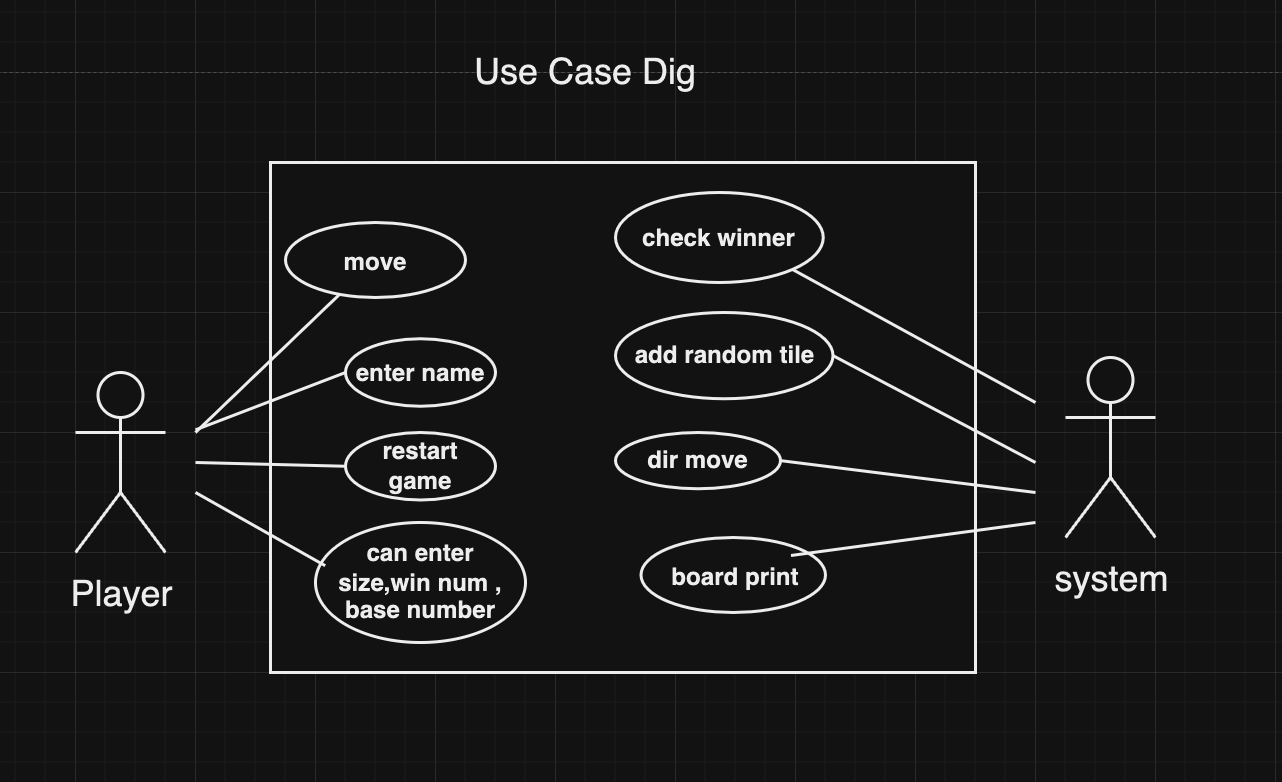 Use Case Dig
move
enter name
restart
game
can enter
size,win num ,
base number
check winner
add random tile
dir move
board print
Player
system